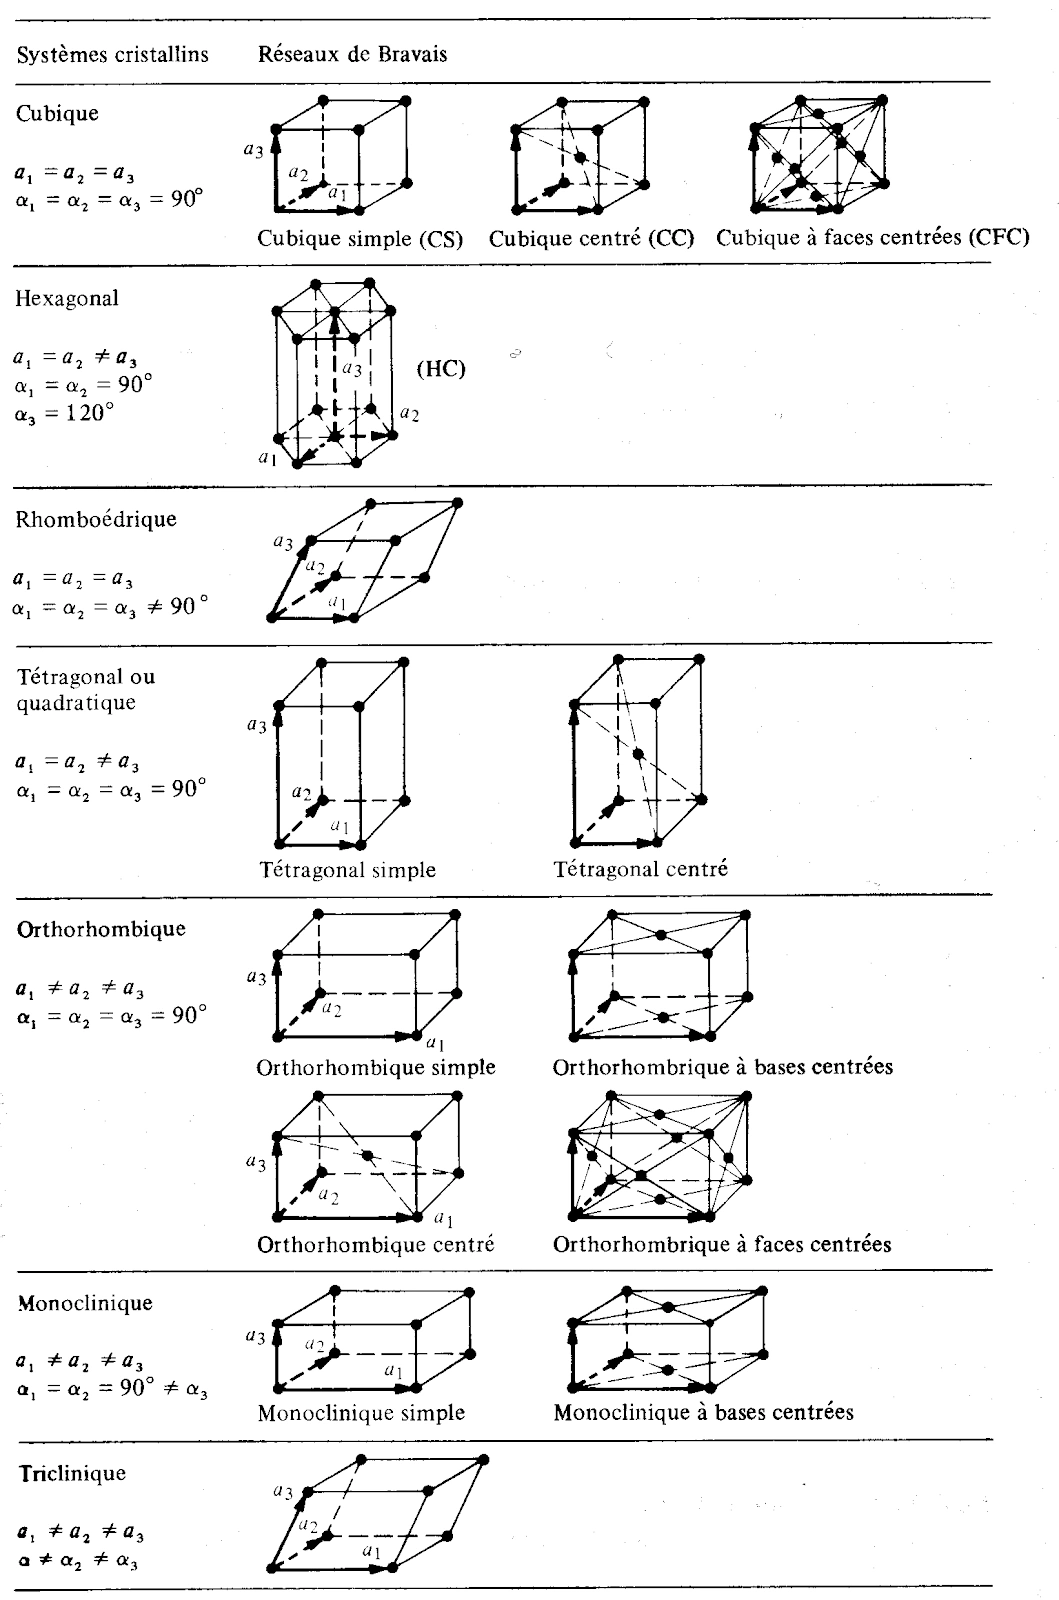 Systèmes cristallins Réseaux de Bravais
Cubique
a₁ = a₂ = a₃
α₁ = α₂ = α₃ = 90°
a₃
a₂
a₁
Cubique simple (CS) Cubique centré (CC) Cubique à faces centrées (CFC)
Hexagonal
a₁ = a₂ ≠ a₃
α₁ = α₂ = 90°
α₃ = 120°
a₃
(HC)
a₂
a₁
Rhomboédrique
a₁ = a₂ = a₃
α₁ = α₂ = α₃ ≠ 90°
a₃
a₂
a₁
Tétragonal ou
quadratique
a₁ = a₂ ≠ a₃
α₁ = α₂ = α₃ = 90°
a₃
a₂
a₁
Tétragonal simple Tétragonal centré
Orthorhombique
a₁ ≠ a₂ ≠ a₃
α₁ = α₂ = α₃ = 90°
a₃
a₂
a₁
Orthorhombique simple Orthorhombrique à bases centrées
a₃
a₂
a₁
Orthorhombique centré Orthorhombrique à faces centrées
Monoclinique
a₁ ≠ a₂ ≠ a₃
α₁ = α₂ = 90° ≠ α₃
a₃
a₂
a₁
Monoclinique simple Monoclinique à bases centrées
Triclinique
a₁ ≠ a₂ ≠ a₃
α ≠ α₂ ≠ α₃
a₃
a₂
a₁